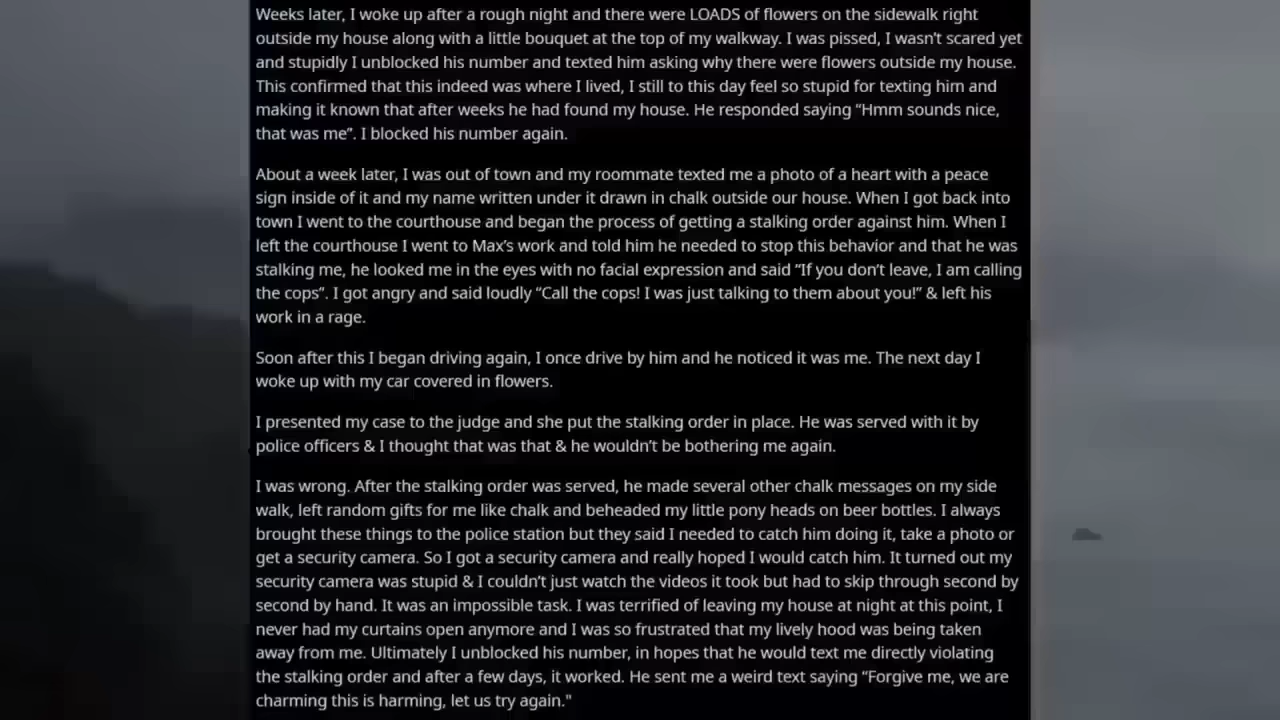 Weeks later, I woke up after a rough night and there were LOADS of flowers on the sidewalk right
outside my house along with a little bouquet at the top of my walkway. I was pissed, I wasn't scared yet
and stupidly I unblocked his number and texted him asking why there were flowers outside my house.
This confirmed that this indeed was where I lived, I still to this day feel so stupid for texting him and
making it known that after weeks he had found my house. He responded saying “Hmm sounds nice,
that was me”. I blocked his number again.
About a week later, I was out of town and my roommate texted me a photo of a heart with a peace
sign inside of it and my name written under it drawn in chalk outside our house. When I got back into
town I went to the courthouse and began the process of getting a stalking order against him. When I
left the courthouse I went to Max's work and told him he needed to stop this behavior and that he was
stalking me, he looked me in the eyes with no facial expression and said “If you don't leave, I am calling
the cops”. I got angry and said loudly “Call the cops! I was just talking to them about you!” & left his
work in a rage.
Soon after this I began driving again, I once drive by him and he noticed it was me. The next day I
woke up with my car covered in flowers.
I presented my case to the judge and she put the stalking order in place. He was served with it by
police officers & I thought that was that & he wouldn't be bothering me again.
I was wrong. After the stalking order was served, he made several other chalk messages on my side
walk, left random gifts for me like chalk and beheaded my little pony heads on beer bottles. I always
brought these things to the police station but they said I needed to catch him doing it, take a photo or
get a security camera. So I got a security camera and really hoped I would catch him. It turned out my
security camera was stupid & I couldn't just watch the videos it took but had to skip through second by
second by hand. It was an impossible task. I was terrified of leaving my house at night at this point, I
never had my curtains open anymore and I was so frustrated that my lively hood was being taken
away from me. Ultimately I unblocked his number, in hopes that he would text me directly violating
the stalking order and after a few days, it worked. He sent me a weird text saying “Forgive me, we are
charming this is harming, let us try again."